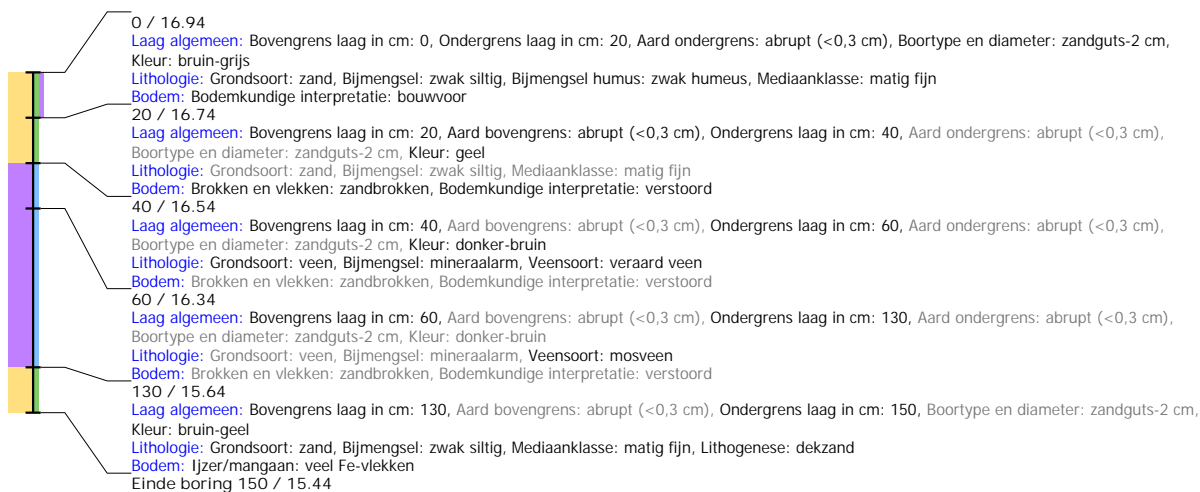 0 / 16.94
Laag algemeen: Bovengrens laag in cm: 0, Ondergrens laag in cm: 20, Aard ondergrens: abrupt (<0,3 cm), Boortype en diameter: zandguts-2 cm,
Kleur: bruin-grijs
Lithologie: Grondsoort: zand, Bijmengsel: zwak siltig, Bijmengsel humus: zwak humeus, Mediaanklasse: matig fijn
Bodem: Bodemkundige interpretatie: bouwvoor
20 / 16.74
Laag algemeen: Bovengrens laag in cm: 20, Aard bovengrens: abrupt (<0,3 cm), Ondergrens laag in cm: 40, Aard ondergrens: abrupt (<0,3 cm),
Boortype en diameter: zandguts-2 cm, Kleur: geel
Lithologie: Grondsoort: zand, Bijmengsel: zwak siltig, Mediaanklasse: matig fijn
Bodem: Brokken en vlekken: zandbrokken, Bodemkundige interpretatie: verstoord
40 / 16.54
Laag algemeen: Bovengrens laag in cm: 40, Aard bovengrens: abrupt (<0,3 cm), Ondergrens laag in cm: 60, Aard ondergrens: abrupt (<0,3 cm),
Boortype en diameter: zandguts-2 cm, Kleur: donker-bruin
Lithologie: Grondsoort: veen, Bijmengsel: mineraalarm, Veensoort: veraard veen
Bodem: Brokken en vlekken: zandbrokken, Bodemkundige interpretatie: verstoord
60 / 16.34
Laag algemeen: Bovengrens laag in cm: 60, Aard bovengrens: abrupt (<0,3 cm), Ondergrens laag in cm: 130, Aard ondergrens: abrupt (<0,3 cm),
Boortype en diameter: zandguts-2 cm, Kleur: donker-bruin
Lithologie: Grondsoort: veen, Bijmengsel: mineraalarm, Veensoort: mosveen
Bodem: Brokken en vlekken: zandbrokken, Bodemkundige interpretatie: verstoord
130 / 15.64
Laag algemeen: Bovengrens laag in cm: 130, Aard bovengrens: abrupt (<0,3 cm), Ondergrens laag in cm: 150, Boortype en diameter: zandguts-2 cm,
Kleur: bruin-geel
Lithologie: Grondsoort: zand, Bijmengsel: zwak siltig, Mediaanklasse: matig fijn, Lithogenese: dekzand
Bodem: Ijzer/mangaan: veel Fe-vlekken
Einde boring 150 / 15.44